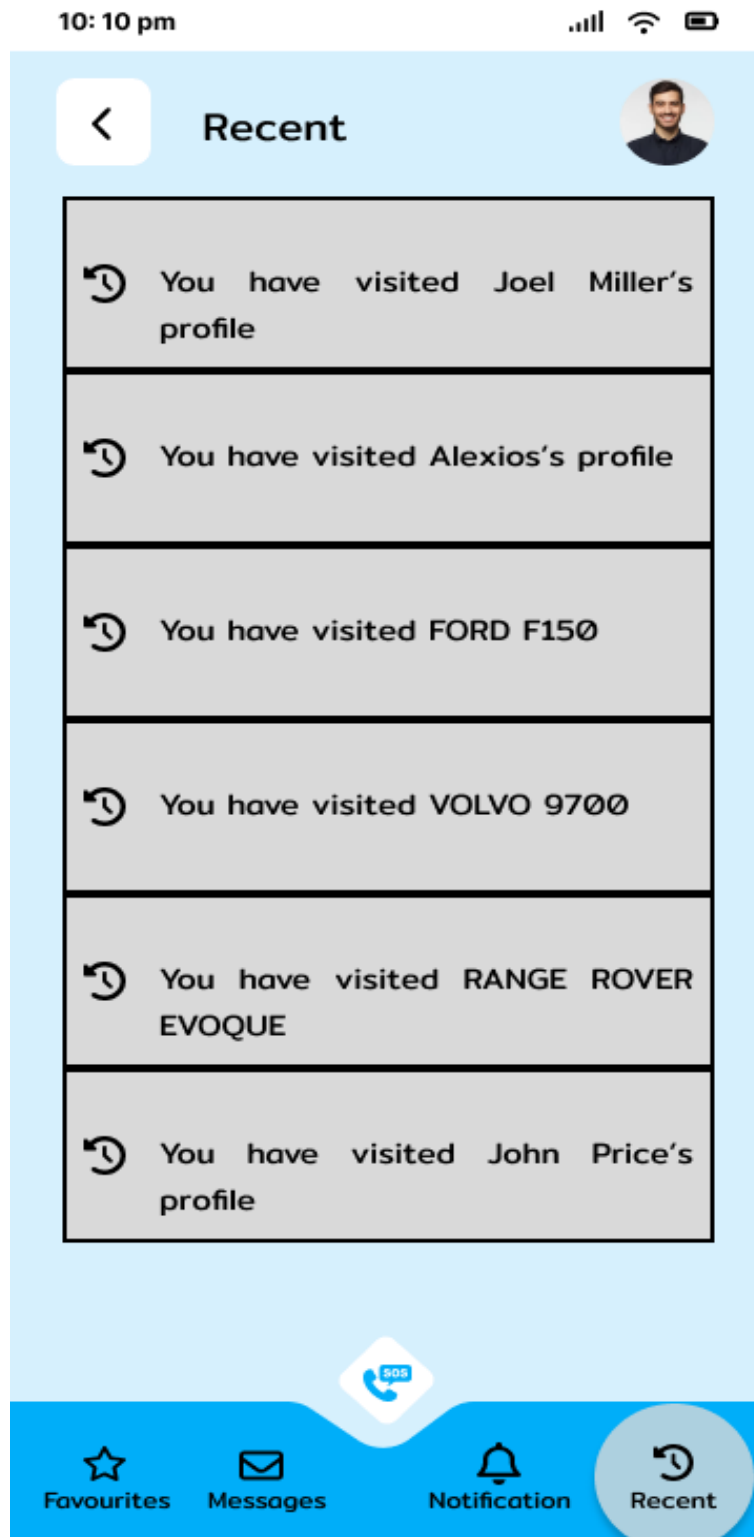 10: 10 pm
Recent
You have visited Joel Miller's
profile
You have visited Alexios's profile
You have visited FORD F150
You have visited VOLVO 9700
You have visited RANGE ROVER
EVOQUE
You have visited John Price's
profile
SOS
Favourites
Messages
Notification
Recent